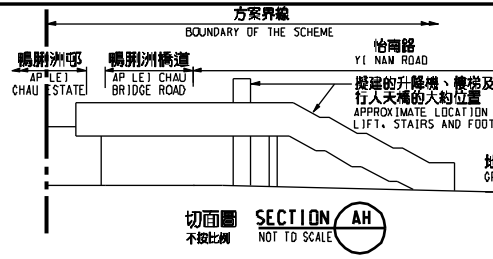 方案界線
BOUNDARY OF THE SCHEME
鴨脷洲邨
AP LEI
CHAU ESTATE
鴨脷洲橋道
AP LEI CHAU
BRIDGE ROAD
怡南路
YI NAM ROAD
擬建的升降機、樓梯及
行人天橋的大約位置
APPROXIMATE LOCATION
LIFT, STAIRS AND FOOT
切面圖
不按比例
SECTION
NOT TO SCALE
AH